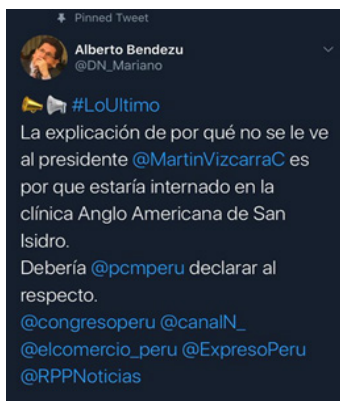 Pinned Tweet
Alberto Bendezu
@DN_Mariano
#LoUltimo
La explicación de por qué no se le ve
al presidente @MartinVizcarraC es
por que estaría internado en la
clínica Anglo Americana de San
Isidro.
Debería @pcmperu declarar al
respecto.
@congresoperu @canalN_
@elcomercio_peru @ExpresoPeru
@RPPNoticias